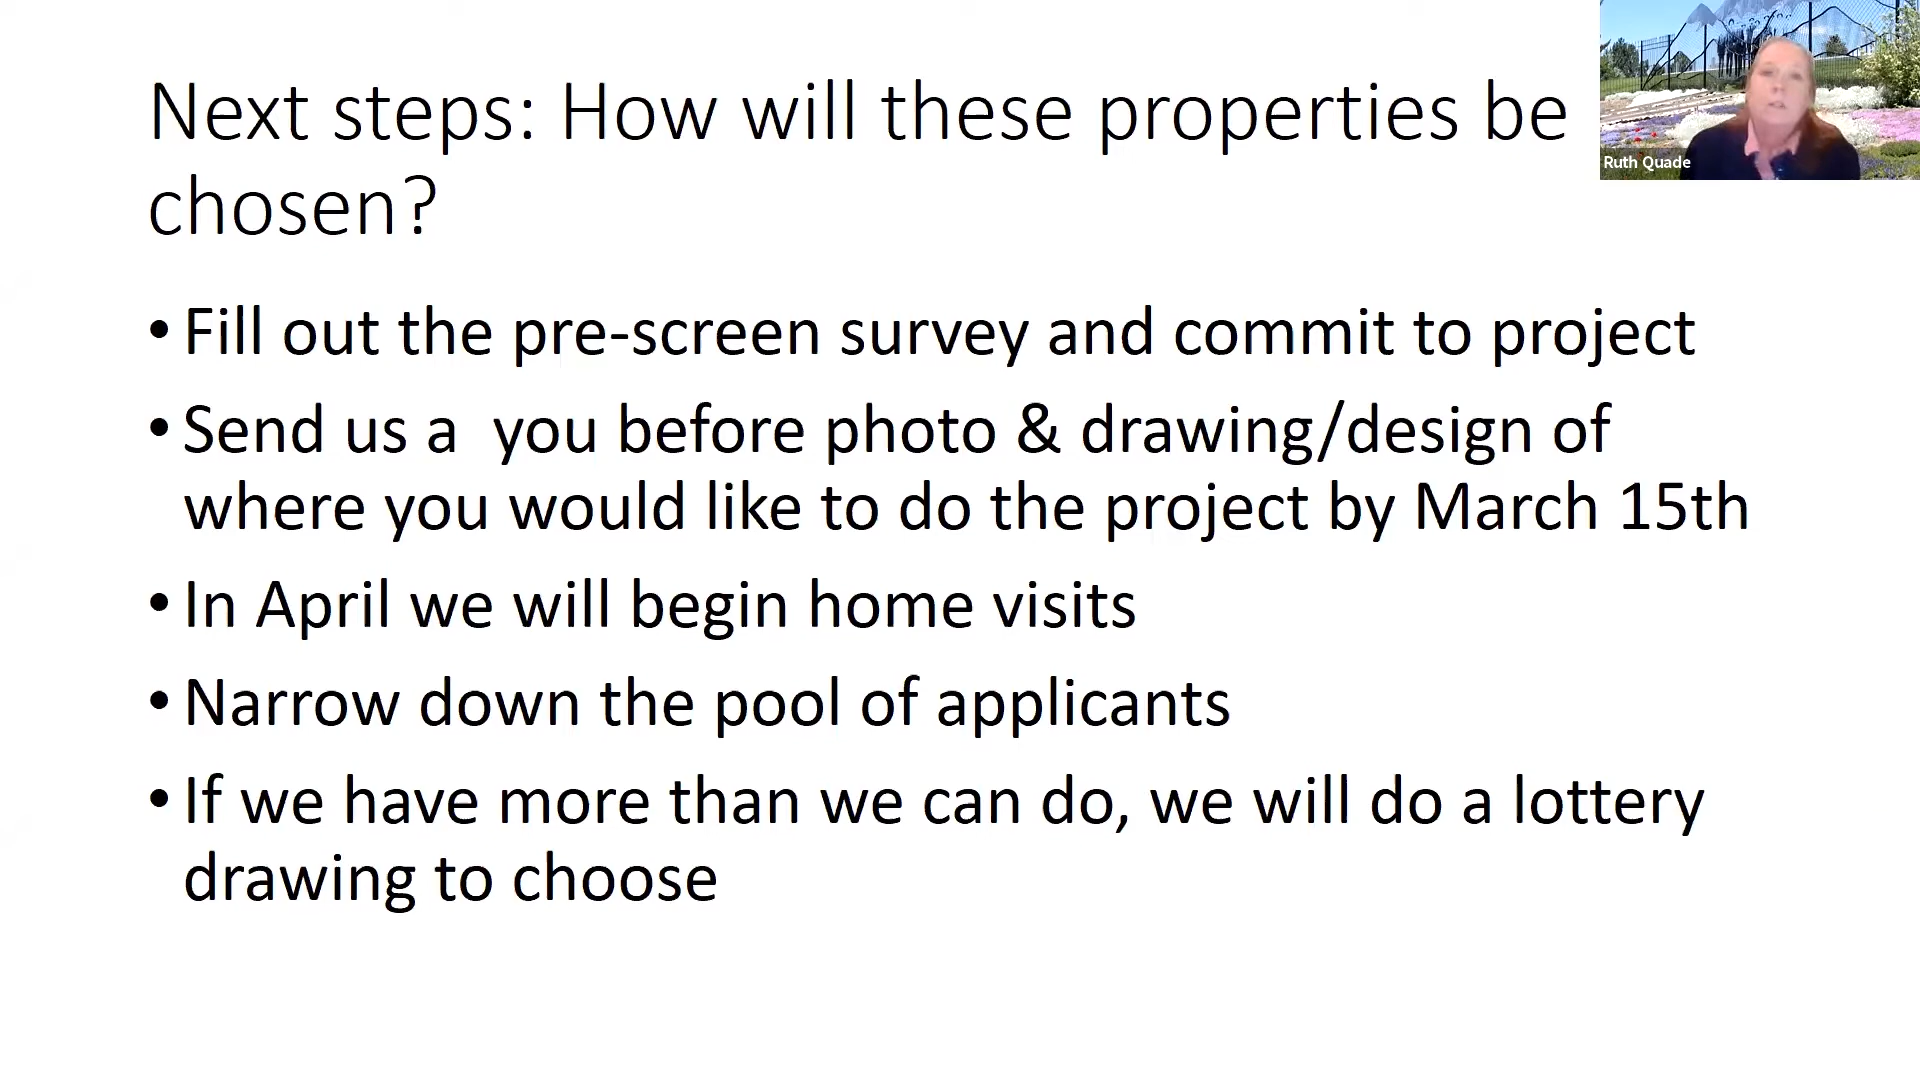 Next steps: How will these properties be
chosen?
Ruth Quade
• Fill out the pre-screen survey and commit to project
• Send us a  you before photo & drawing/design of
where you would like to do the project by March 15th
• In April we will begin home visits
• Narrow down the pool of applicants
• If we have more than we can do, we will do a lottery
drawing to choose